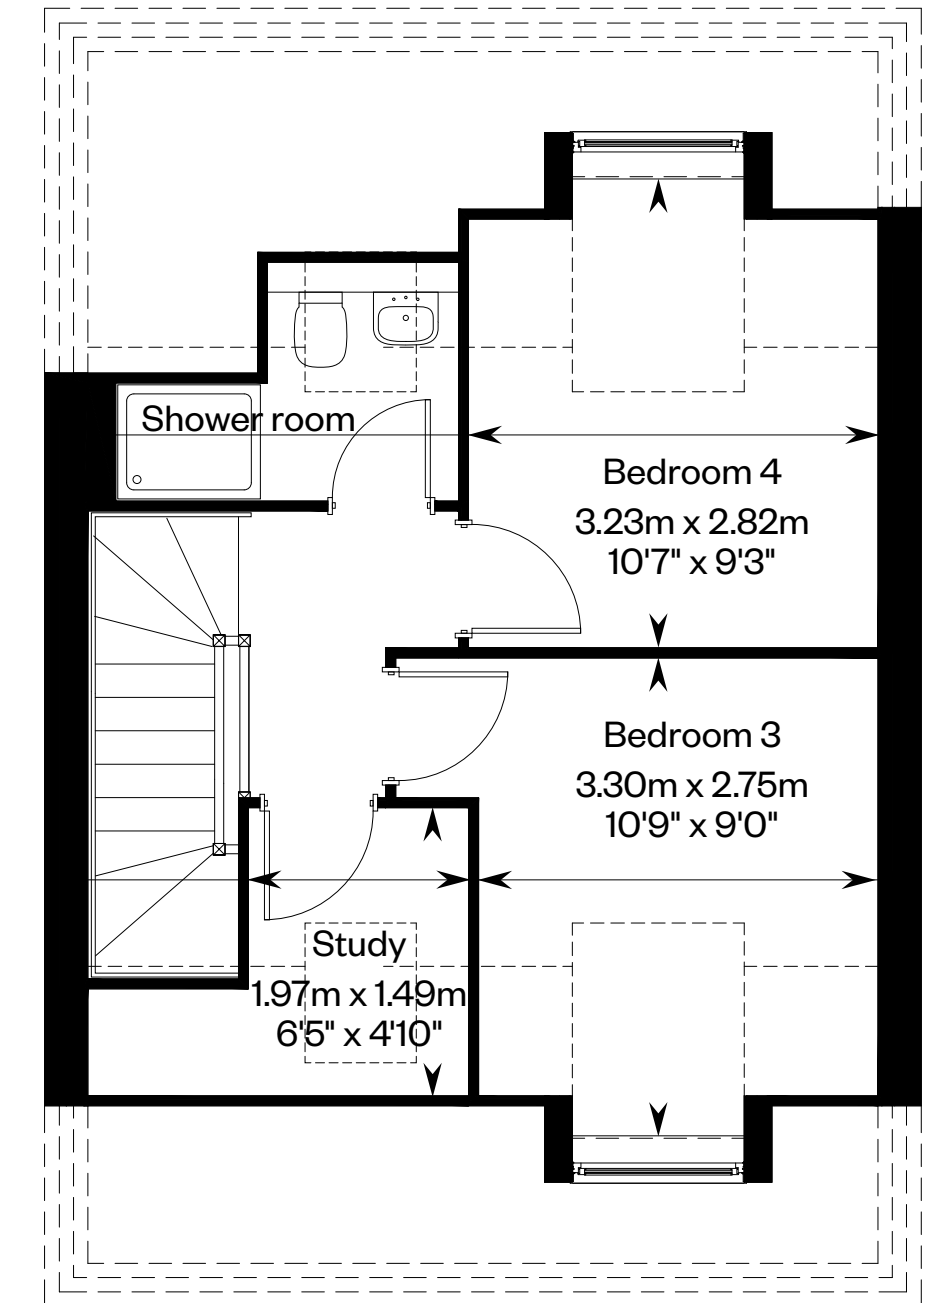 Shower room
Bedroom 4
3.23m x 2.82m
10'7" x 9'3"
Bedroom 3
3.30m x 2.75m
10'9" x 9'0"
Study
1.97m x 1.49m
6'5" x 4'10"